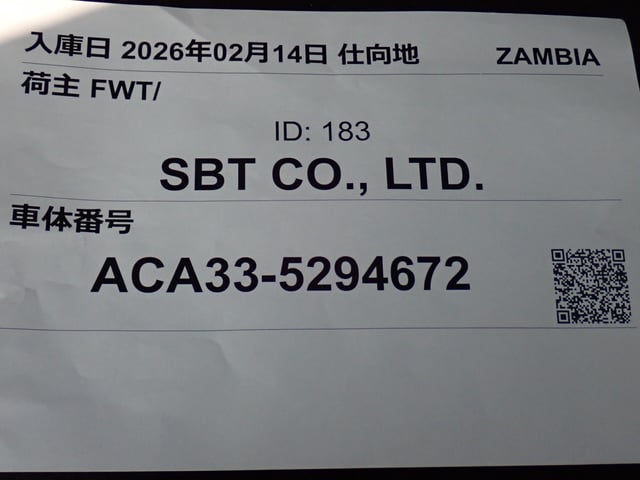 入庫日 2026年02月14日 仕向地 ZAMBIA
荷主 FWT/
ID: 183
SBT CO., LTD.
車体番号
ACA33-5294672